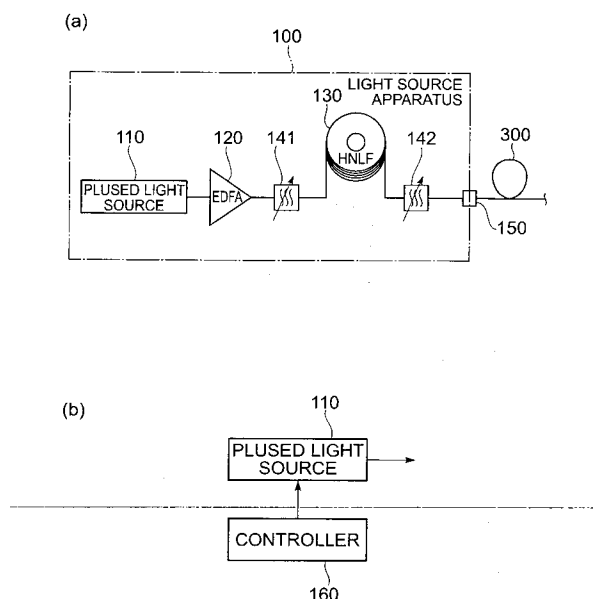 (a)
100
LIGHT SOURCE
APPARATUS
130
110
120
141
142
300
HNLF
PLUSED LIGHT
SOURCE
EDFA
150
(b)
110
PLUSED LIGHT
SOURCE
CONTROLLER
160